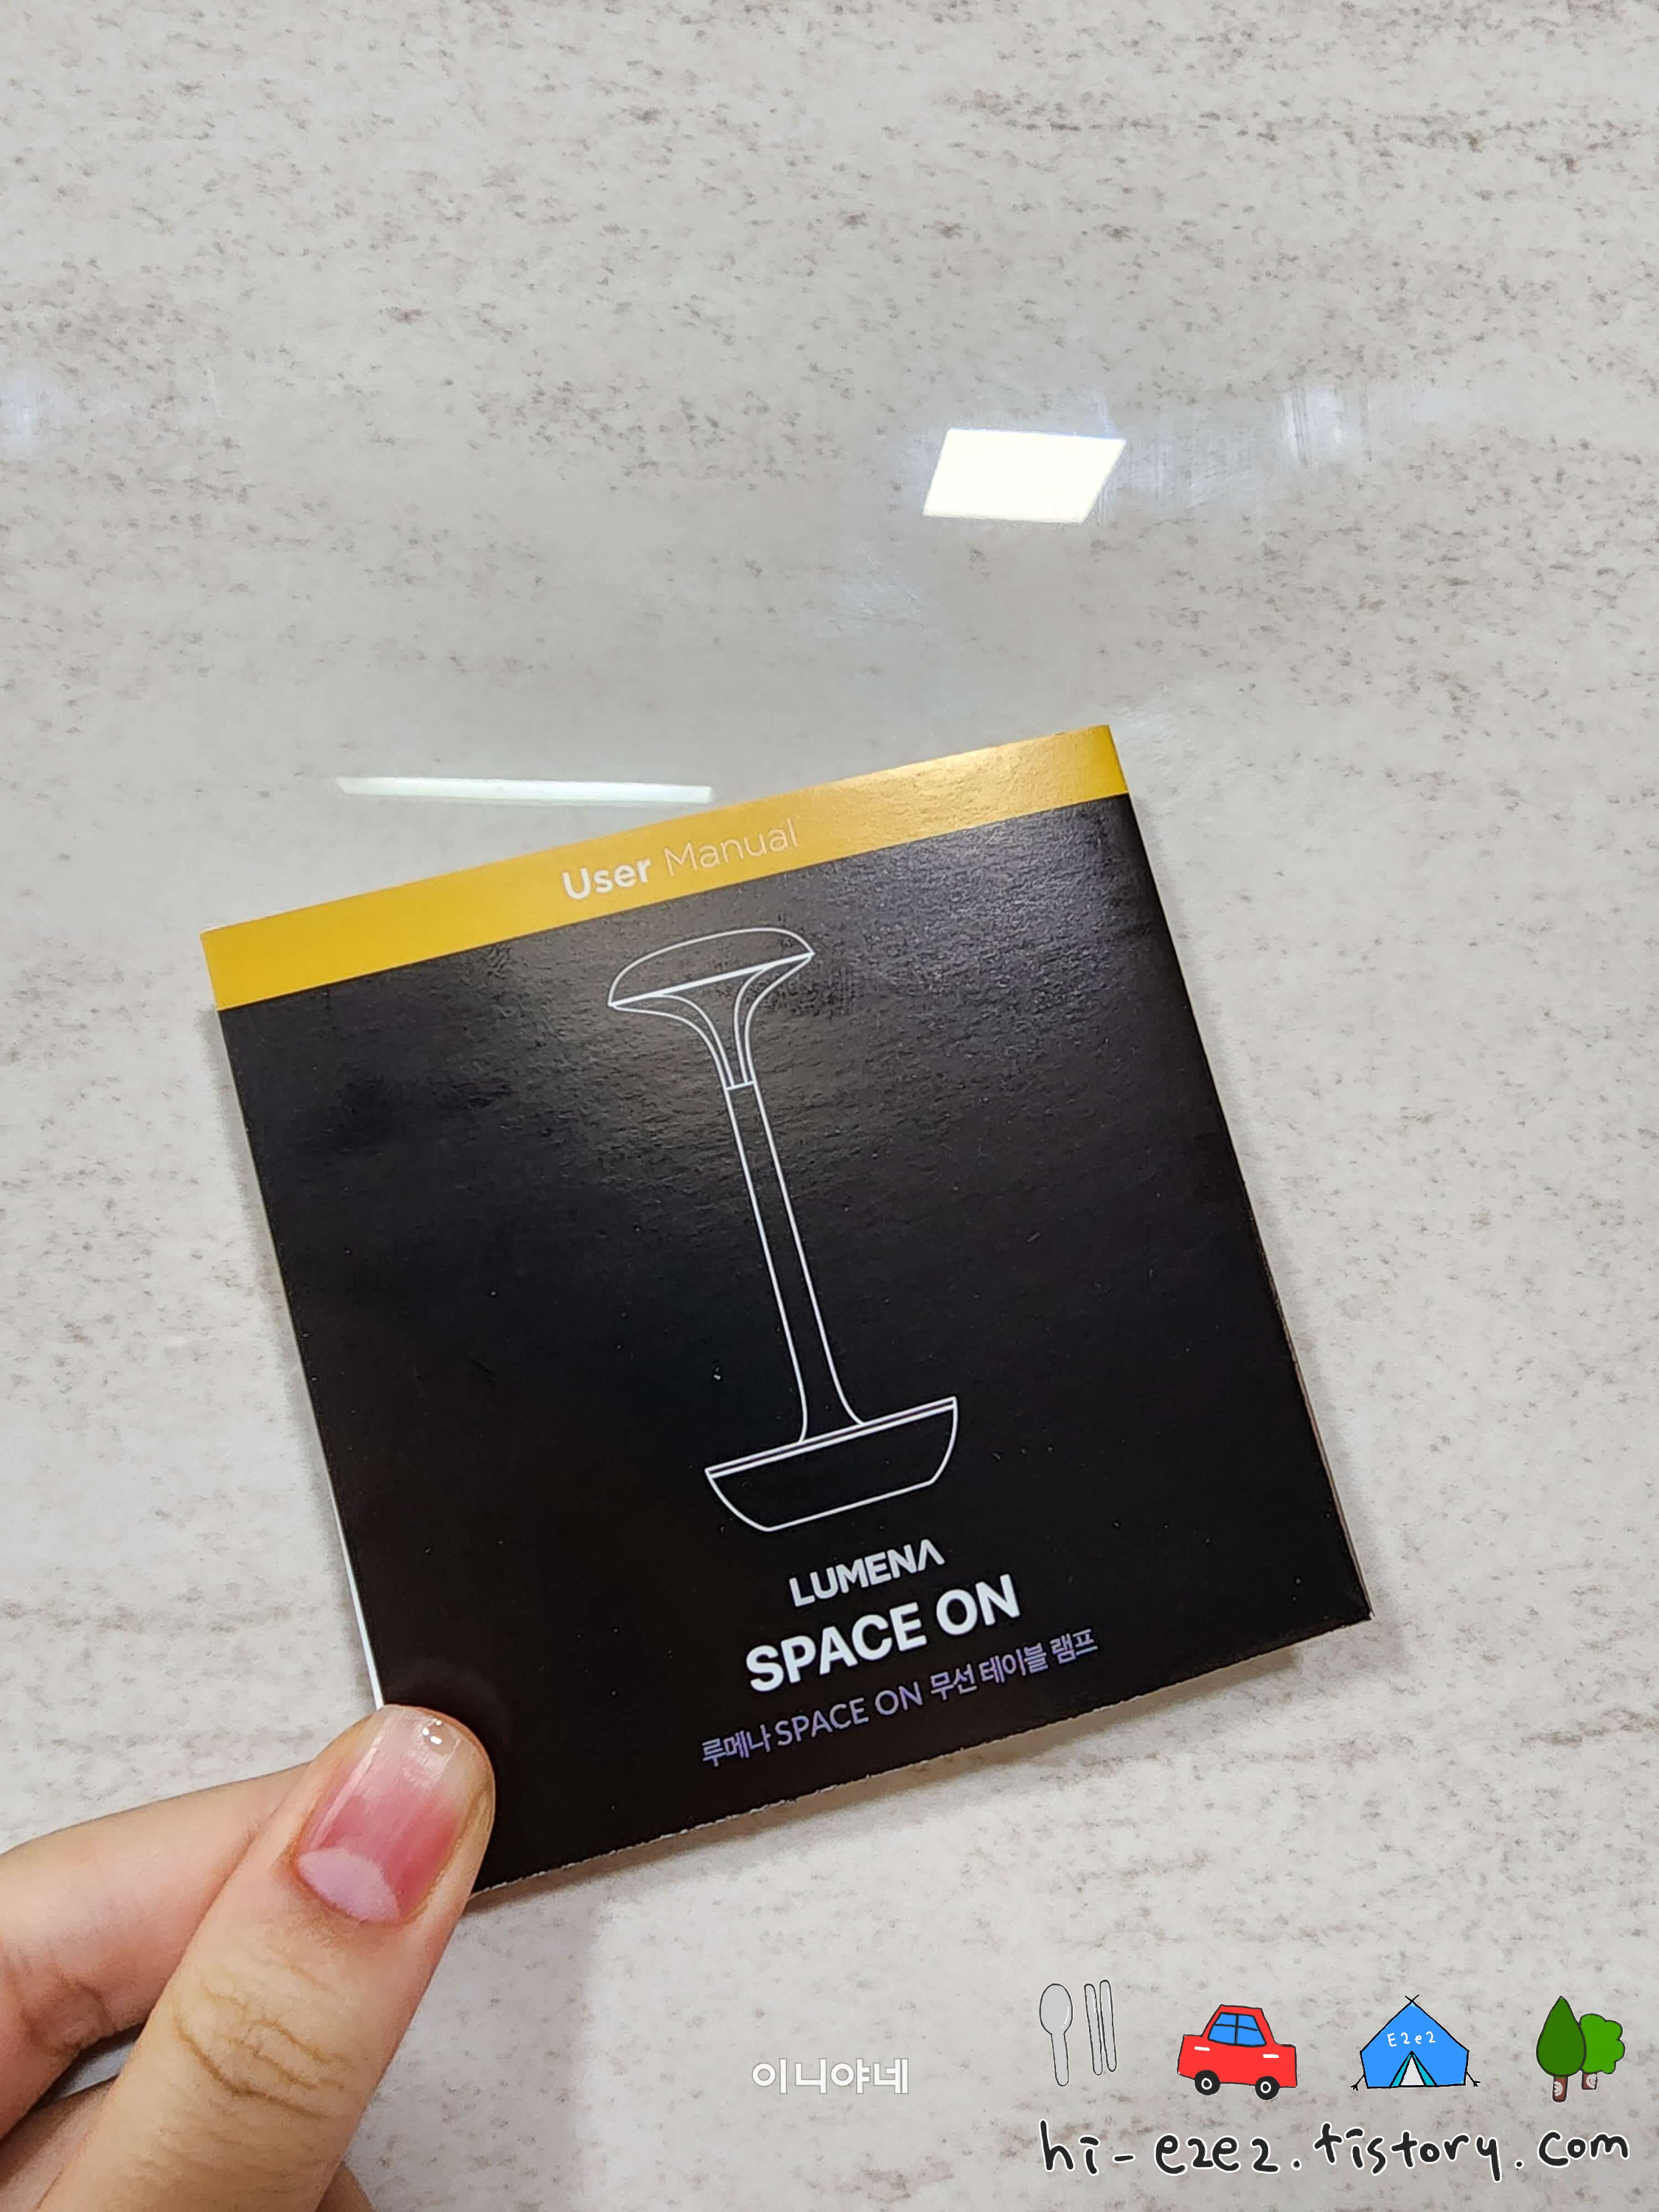 User Manual
LUMENA
SPACE ON
루메나 SPACE ON 무선 테이블 램프
E2e2
이니야네
hi-e2e2.tistory.com